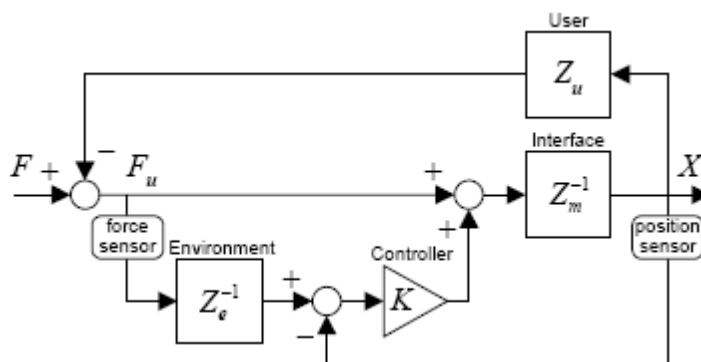 User
Z_u
F + − F_u
Interface
+ Z_m^{-1} X
force
sensor
Environment
Z_e^{-1}
+ −
Controller
K
+
position
sensor